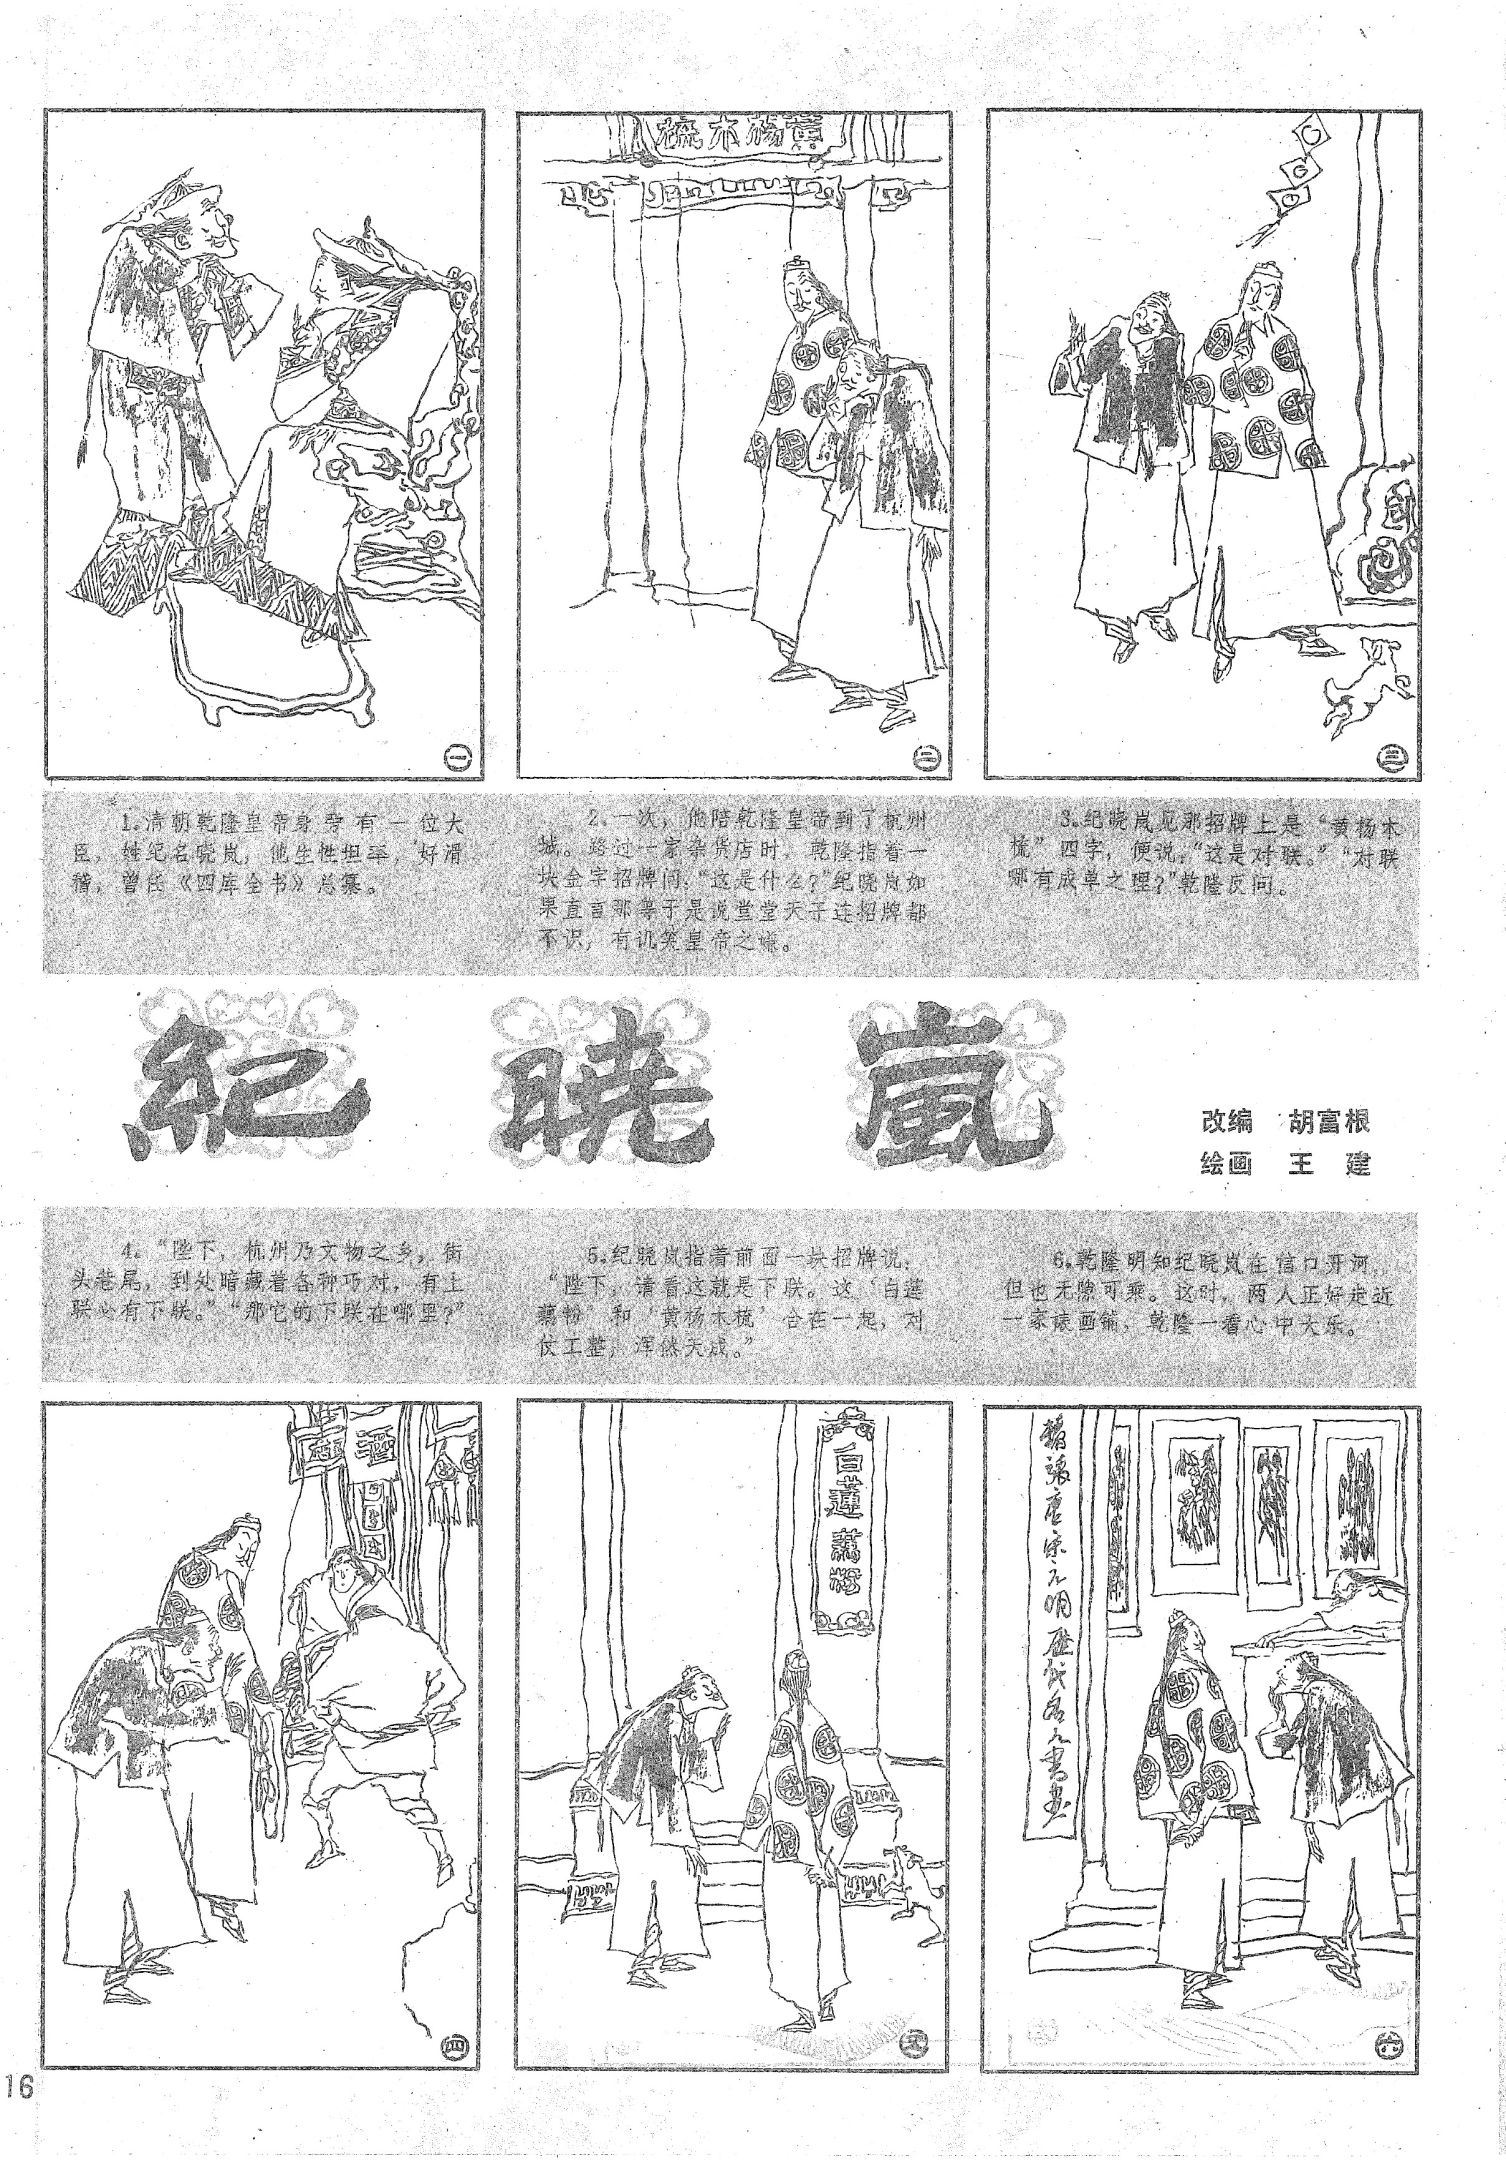 黄杨木梳
一
二
三
1.清朝乾隆皇帝身旁有一位大
臣，姓纪名晓岚，他生性坦率，好滑
稽，曾任《四库全书》总纂。
2.一次，他陪乾隆皇帝到了杭州
城。路过一家杂货店时，乾隆指着一
块金字招牌问：“这是什么？”纪晓岚如
果直言那等于是说堂堂天子连招牌都
不识，有讥笑皇帝之嫌。
3.纪晓岚见那招牌上是“黄杨木
梳”四字，便说：“这是对联。”“对联
哪有成单之理？”乾隆反问。
紀曉嵐
改编 胡富根
绘画 王 建
4.“陛下，杭州乃文物之乡，街
头巷尾，到处暗藏着各种巧对，有上
联必有下联。”“那它的下联在哪里？”
5.纪晓岚指着前面一块招牌说：
“陛下，请看这就是下联。这‘白莲
藕粉’和‘黄杨木梳’合在一起，对
仗工整，浑然天成。”
6.乾隆明知纪晓岚在信口开河，
但也无隙可乘。这时，两人正好走近
一家裱画铺，乾隆一看心中大乐。
酒
白蓮藕粉
精裱唐宋元明歷代名人書畫
四
五
六
16